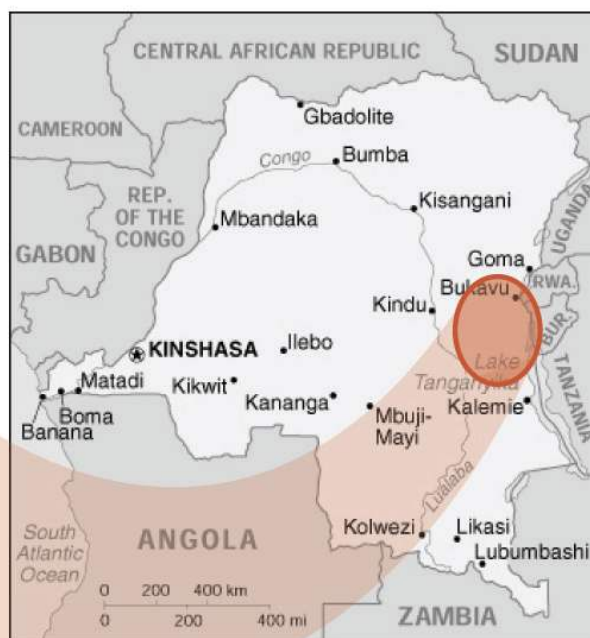 CENTRAL AFRICAN REPUBLIC
SUDAN
CAMEROON
Gbadolite
Congo
Bumba
REP.
OF THE
CONGO
Mbandaka
Kisangani
UGANDA
GABON
Goma
RWA.
Bukavu
Kindu
BUR.
KINSHASA
Ilebo
Lake
Tanganyika
TANZANIA
Matadi
Kikwit
Kananga
Kalemie
Boma
Banana
Mbuji-
Mayi
Lualaba
South
Atlantic
Ocean
ANGOLA
Kolwezi
Likasi
Lubumbashi
0 200 400 km
0 200 400 mi
ZAMBIA